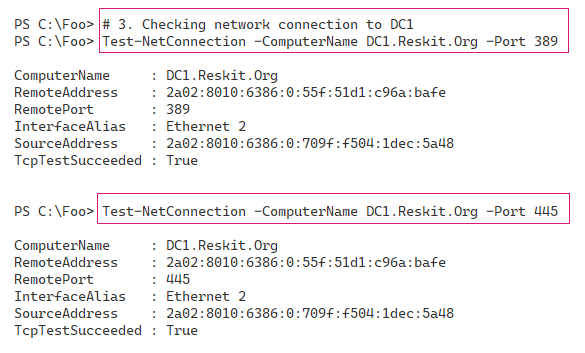 PS C:\Foo> # 3. Checking network connection to DC1
PS C:\Foo> Test-NetConnection -ComputerName DC1.Reskit.Org -Port 389
ComputerName     : DC1.Reskit.Org
RemoteAddress    : 2a02:8010:6386:0:55f:51d1:c96a:bafe
RemotePort       : 389
InterfaceAlias   : Ethernet 2
SourceAddress    : 2a02:8010:6386:0:709f:f504:1dec:5a48
TcpTestSucceeded : True
PS C:\Foo> Test-NetConnection -ComputerName DC1.Reskit.Org -Port 445
ComputerName     : DC1.Reskit.Org
RemoteAddress    : 2a02:8010:6386:0:55f:51d1:c96a:bafe
RemotePort       : 445
InterfaceAlias   : Ethernet 2
SourceAddress    : 2a02:8010:6386:0:709f:f504:1dec:5a48
TcpTestSucceeded : True